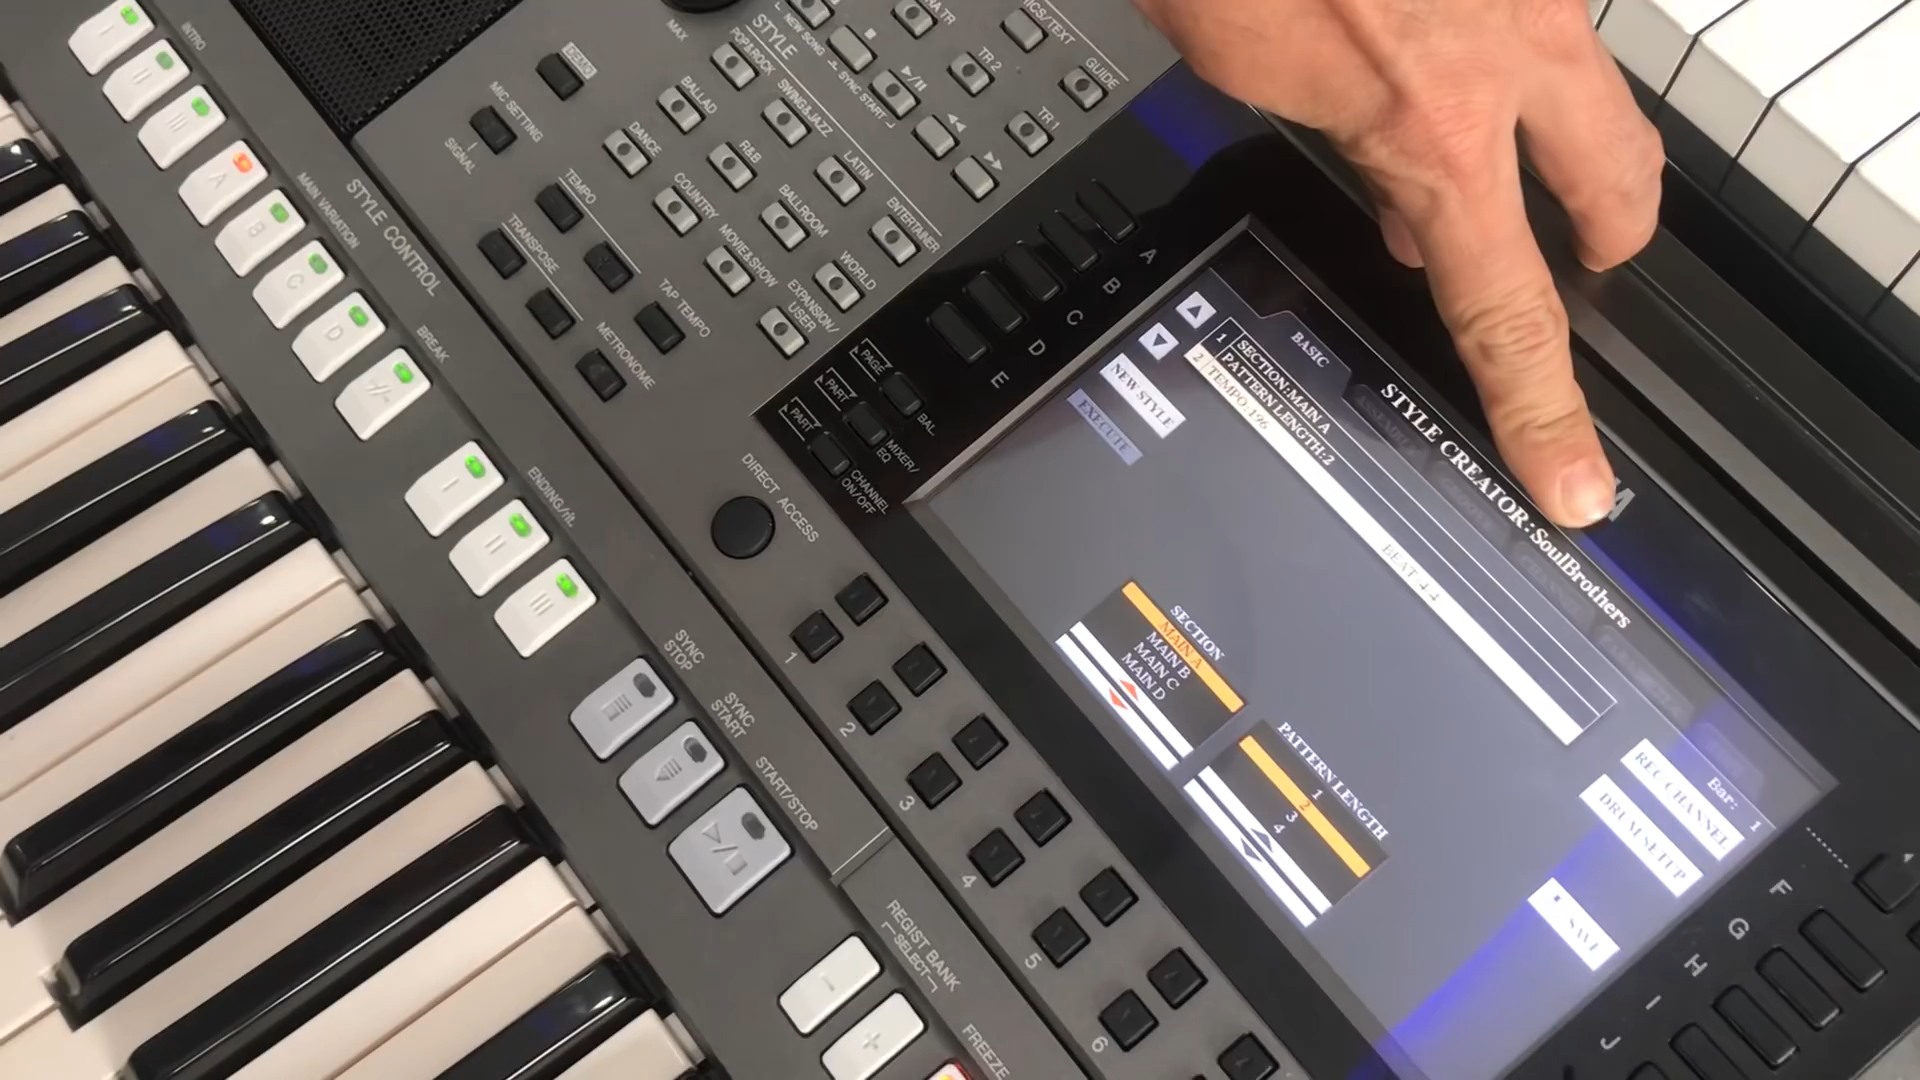 INTRO
MAIN VARIATION
STYLE CONTROL
BREAK
ENDING/rit.
A
B
C
D
SYNC STOP
SYNC START
START/STOP
REGIST BANK
SELECT
FREEZE
MAX
DEMO
MIC SETTING
SIGNAL
TEMPO
TRANSPOSE
TAP TEMPO
METRONOME
STYLE
POP&ROCK
BALLAD
DANCE
SWING&JAZZ
R&B
COUNTRY
LATIN
BALLROOM
MOVIE&SHOW
ENTERTAINER
WORLD
EXPANSION/
USER
NEW SONG
SYNC START
TR 2
TR 1
GUIDE
PAGE
PART
PART
BAL.
MIXER/
EQ
CHANNEL
ON/OFF
DIRECT ACCESS
1
2
3
4
5
6
A
B
C
D
E
F
G
H
I
J
STYLE CREATOR:SoulBrothers
BASIC
1 SECTION:MAIN A
PATTERN LENGTH:2
2 TEMPO:196
BEAT:4/4
NEW STYLE
EXECUTE
SECTION
MAIN A
MAIN B
MAIN C
MAIN D
PATTERN LENGTH
1
2
3
4
Bar: 1
REC CHANNEL
DRUM SETUP
SAVE